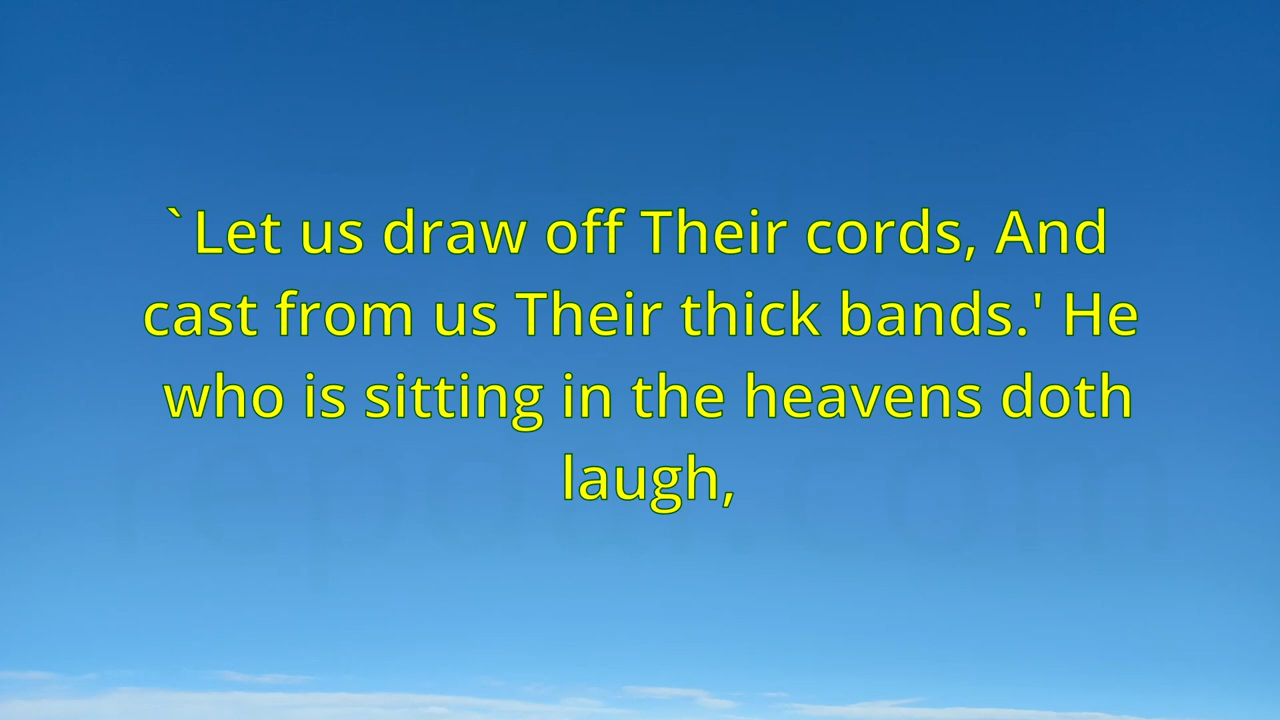 `Let us draw off Their cords, And
cast from us Their thick bands.' He
who is sitting in the heavens doth
laugh,